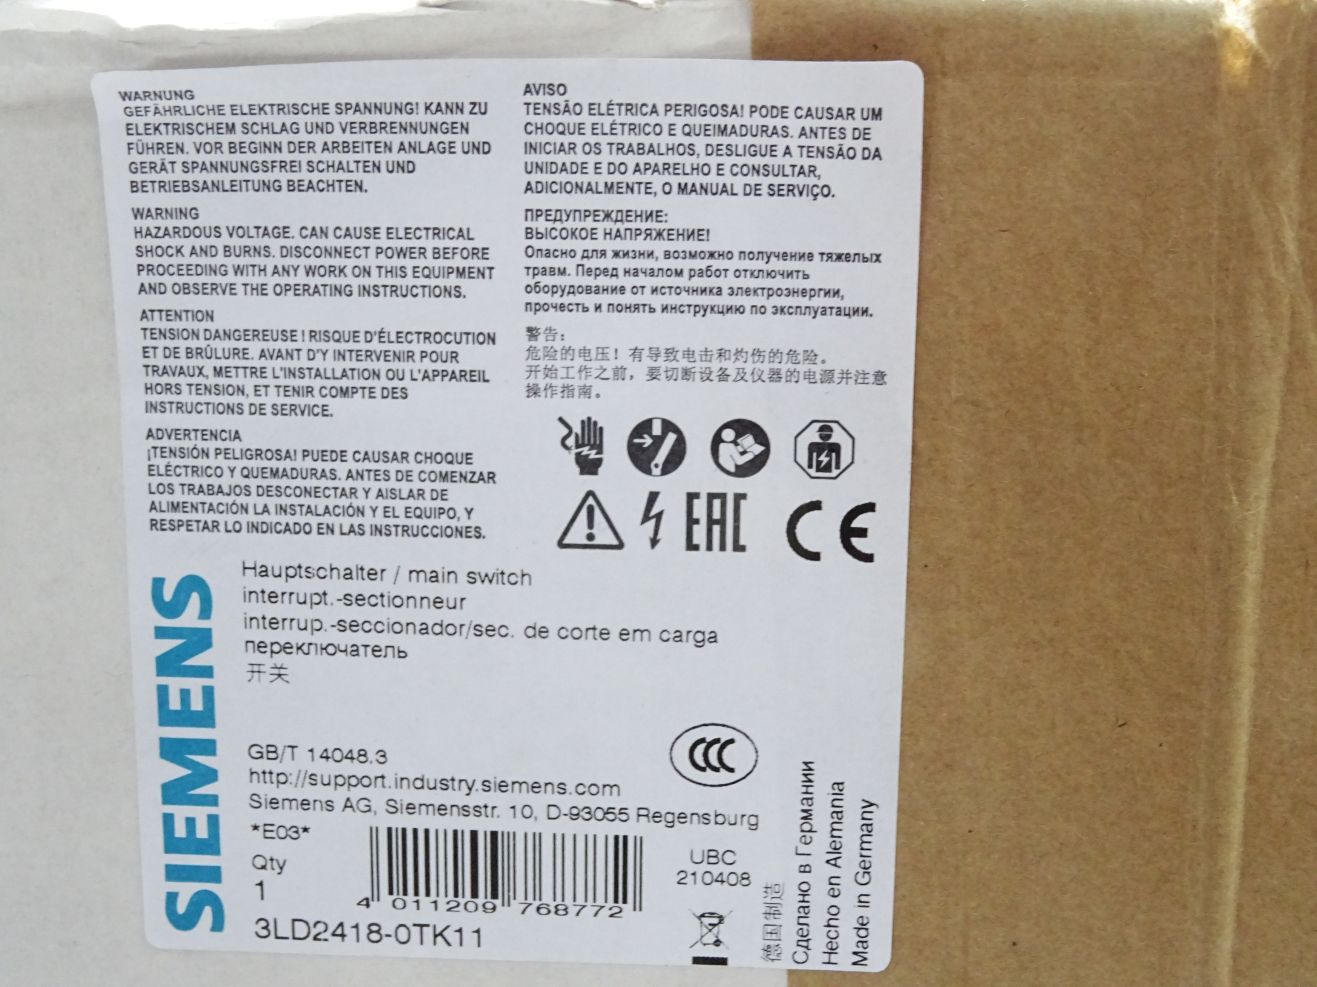 WARNUNG
GEFÄHRLICHE ELEKTRISCHE SPANNUNG! KANN ZU
ELEKTRISCHEM SCHLAG UND VERBRENNUNGEN
FÜHREN. VOR BEGINN DER ARBEITEN ANLAGE UND
GERÄT SPANNUNGSFREI SCHALTEN UND
BETRIEBSANLEITUNG BEACHTEN.
WARNING
HAZARDOUS VOLTAGE. CAN CAUSE ELECTRICAL
SHOCK AND BURNS. DISCONNECT POWER BEFORE
PROCEEDING WITH ANY WORK ON THIS EQUIPMENT
AND OBSERVE THE OPERATING INSTRUCTIONS.
ATTENTION
TENSION DANGEREUSE ! RISQUE D'ÉLECTROCUTION
ET DE BRÛLURE. AVANT D'Y INTERVENIR POUR
TRAVAUX, METTRE L'INSTALLATION OU L'APPAREIL
HORS TENSION, ET TENIR COMPTE DES
INSTRUCTIONS DE SERVICE.
ADVERTENCIA
¡TENSIÓN PELIGROSA! PUEDE CAUSAR CHOQUE
ELÉCTRICO Y QUEMADURAS. ANTES DE COMENZAR
LOS TRABAJOS DESCONECTAR Y AISLAR DE
ALIMENTACIÓN LA INSTALACIÓN Y EL EQUIPO, Y
RESPETAR LO INDICADO EN LAS INSTRUCCIONES.
AVISO
TENSÃO ELÉTRICA PERIGOSA! PODE CAUSAR UM
CHOQUE ELÉTRICO E QUEIMADURAS. ANTES DE
INICIAR OS TRABALHOS, DESLIGUE A TENSÃO DA
UNIDADE E DO APARELHO E CONSULTAR,
ADICIONALMENTE, O MANUAL DE SERVIÇO.
ПРЕДУПРЕЖДЕНИЕ:
ВЫСОКОЕ НАПРЯЖЕНИЕ!
Опасно для жизни, возможно получение тяжелых
травм. Перед началом работ отключить
оборудование от источника электроэнергии,
прочесть и понять инструкцию по эксплуатации.
警告：
危险的电压！有导致电击和灼伤的危险。
开始工作之前，要切断设备及仪器的电源并注意
操作指南。
EAC CE
SIEMENS
Hauptschalter / main switch
interrupt.-sectionneur
interrup.-seccionador/sec. de corte em carga
переключатель
开关
GB/T 14048.3
http://support.industry.siemens.com
Siemens AG, Siemensstr. 10, D-93055 Regensburg
CCC
*E03*
Qty
1
4 011209 768772
3LD2418-0TK11
UBC
210408
德国制造
Сделано в Германии
Hecho en Alemania
Made in Germany